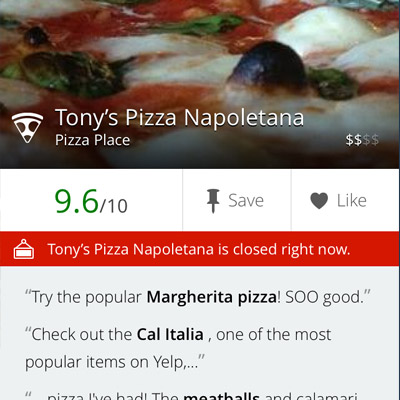 Tony’s Pizza Napoletana
Pizza Place
$$$$
9.6/10
Save
Like
Tony’s Pizza Napoletana is closed right now.
“Try the popular Margherita pizza! SOO good.”
“Check out the Cal Italia , one of the most
popular items on Yelp,...”
“...pizza I've had! The meatballs and calamari